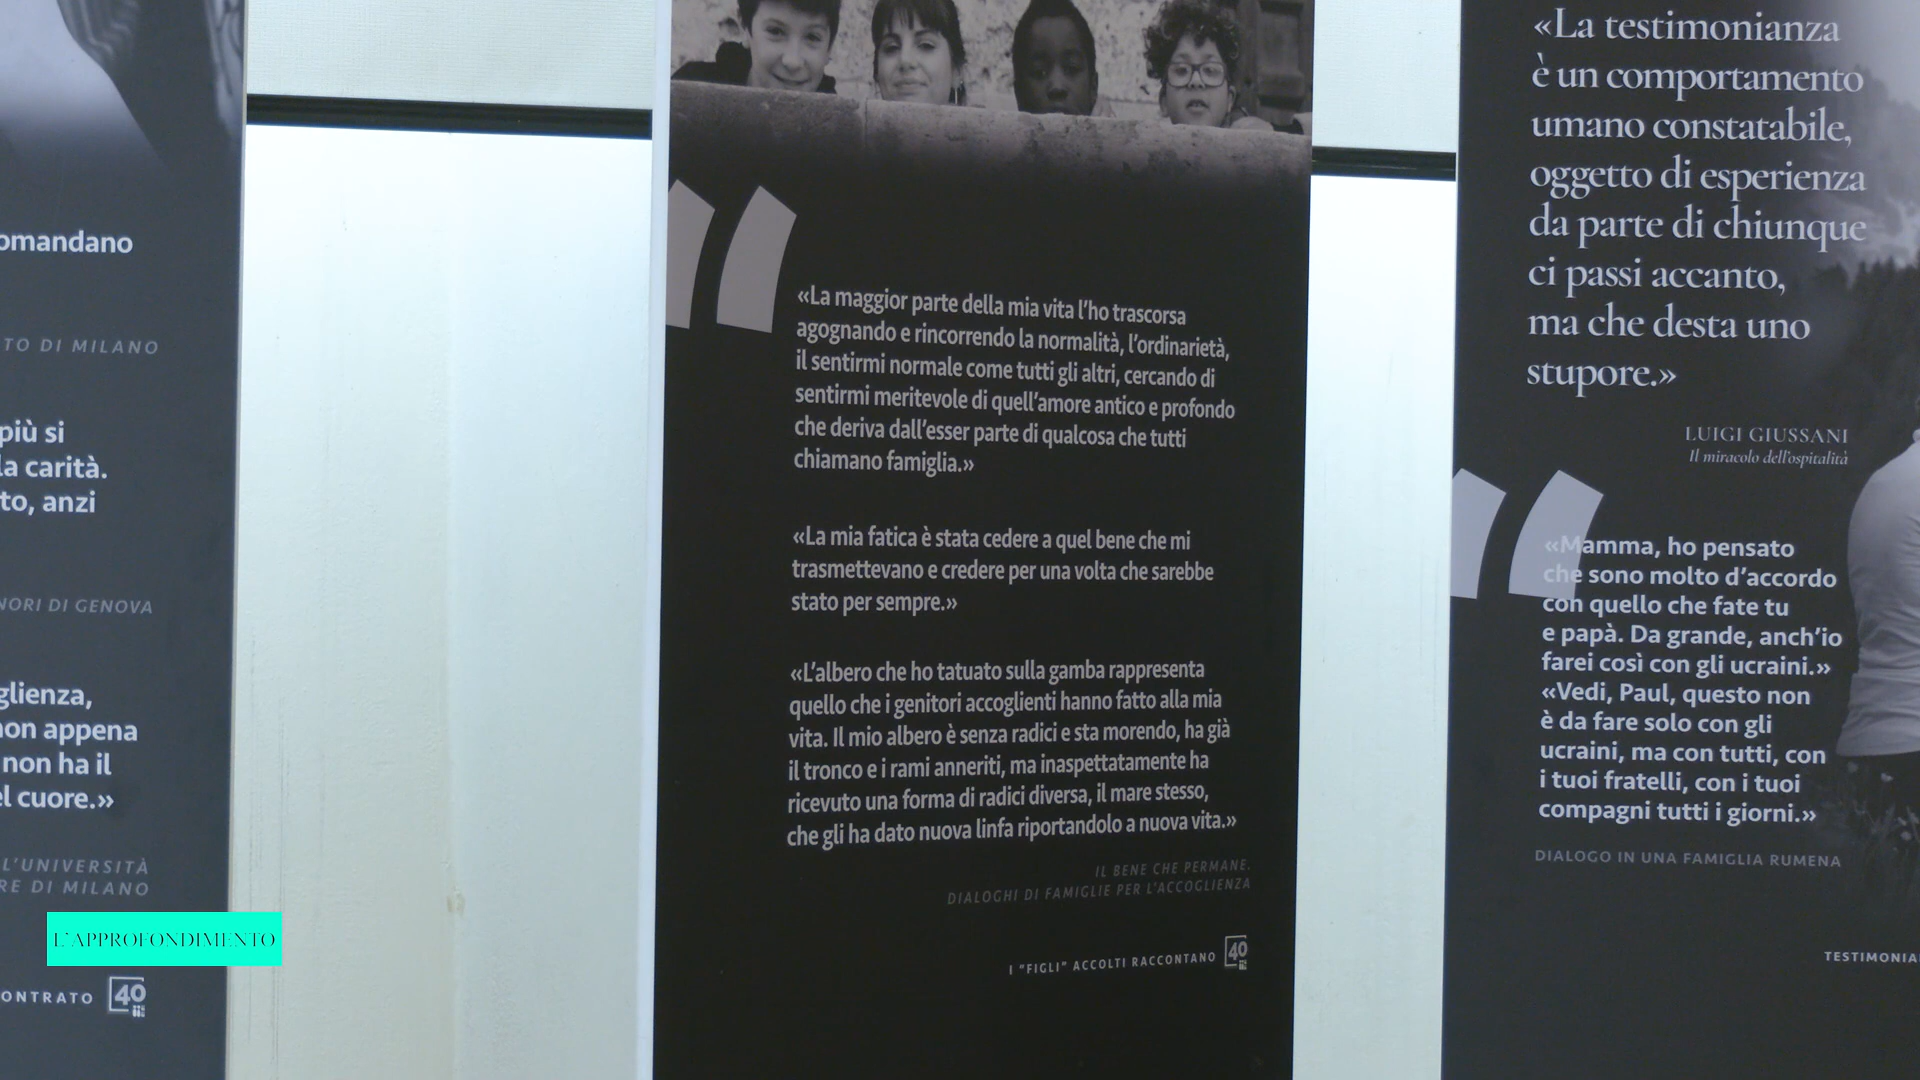 omandano
TO DI MILANO
più si
la carità.
to, anzi
NORI DI GENOVA
glienza,
non appena
non ha il
el cuore.»
L'UNIVERSITÀ
RE DI MILANO
L'APPROFONDIMENTO
ONTRATO 40
«La maggior parte della mia vita l'ho trascorsa
agognando e rincorrendo la normalità, l'ordinarietà,
il sentirmi normale come tutti gli altri, cercando di
sentirmi meritevole di quell'amore antico e profondo
che deriva dall'esser parte di qualcosa che tutti
chiamano famiglia.»
«La mia fatica è stata cedere a quel bene che mi
trasmettevano e credere per una volta che sarebbe
stato per sempre.»
«L'albero che ho tatuato sulla gamba rappresenta
quello che i genitori accoglienti hanno fatto alla mia
vita. Il mio albero è senza radici e sta morendo, ha già
il tronco e i rami anneriti, ma inaspettatamente ha
ricevuto una forma di radici diversa, il mare stesso,
che gli ha dato nuova linfa riportandolo a nuova vita.»
IL BENE CHE PERMANE.
DIALOGHI DI FAMIGLIE PER L'ACCOGLIENZA
I "FIGLI" ACCOLTI RACCONTANO 40
«La testimonianza
è un comportamento
umano constatabile,
oggetto di esperienza
da parte di chiunque
ci passi accanto,
ma che desta uno
stupore.»
LUIGI GIUSSANI
Il miracolo dell'ospitalità
«Mamma, ho pensato
che sono molto d'accordo
con quello che fate tu
e papà. Da grande, anch'io
farei così con gli ucraini.»
«Vedi, Paul, questo non
è da fare solo con gli
ucraini, ma con tutti, con
i tuoi fratelli, con i tuoi
compagni tutti i giorni.»
DIALOGO IN UNA FAMIGLIA RUMENA
TESTIMONIA